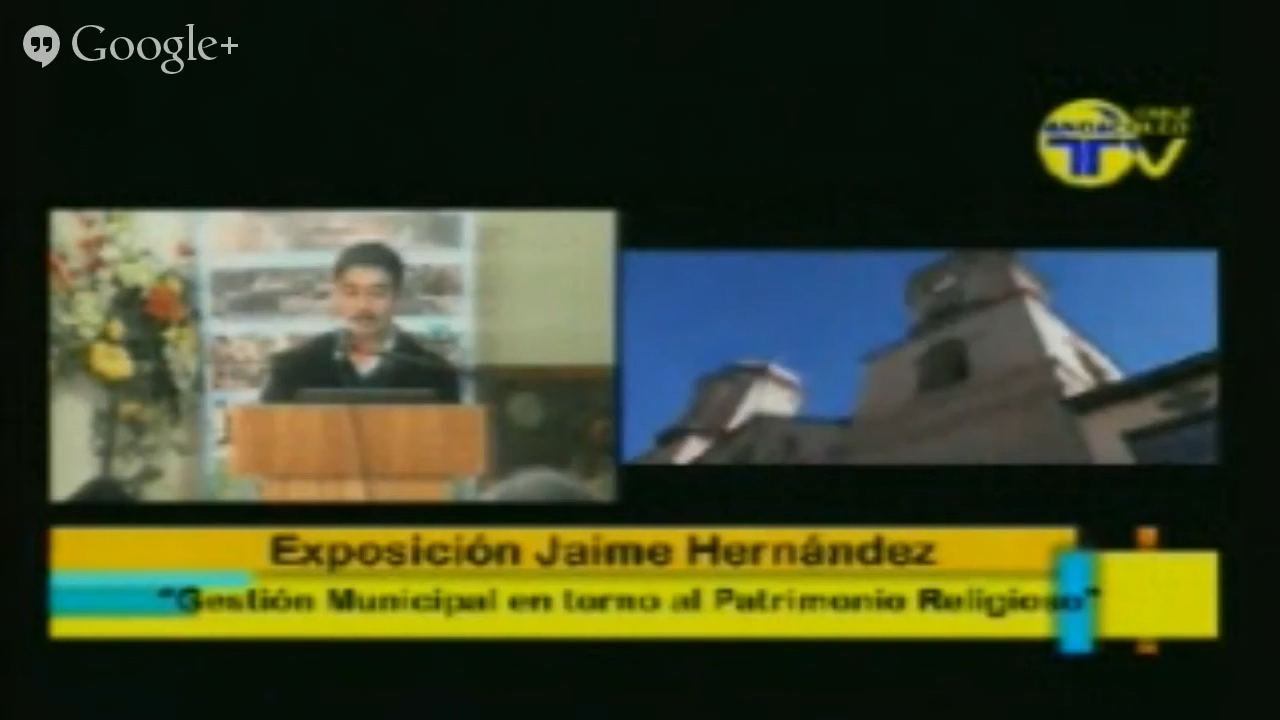 Google+
TV
Exposición Jaime Hernández
"Gestión Municipal en torno al Patrimonio Religioso"